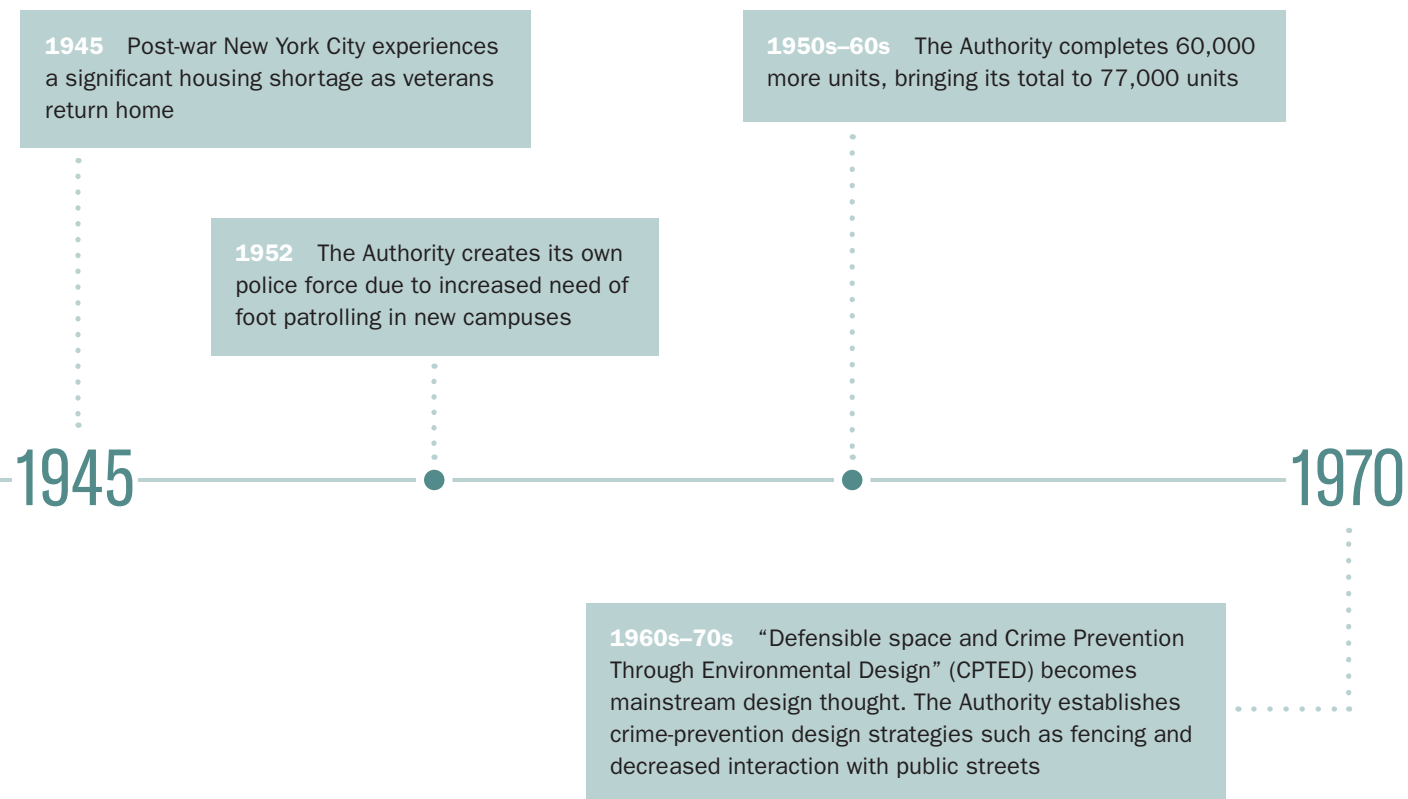 1945 Post-war New York City experiences
a significant housing shortage as veterans
return home
1950s–60s The Authority completes 60,000
more units, bringing its total to 77,000 units
1952 The Authority creates its own
police force due to increased need of
foot patrolling in new campuses
1945
1970
1960s–70s “Defensible space and Crime Prevention
Through Environmental Design” (CPTED) becomes
mainstream design thought. The Authority establishes
crime-prevention design strategies such as fencing and
decreased interaction with public streets